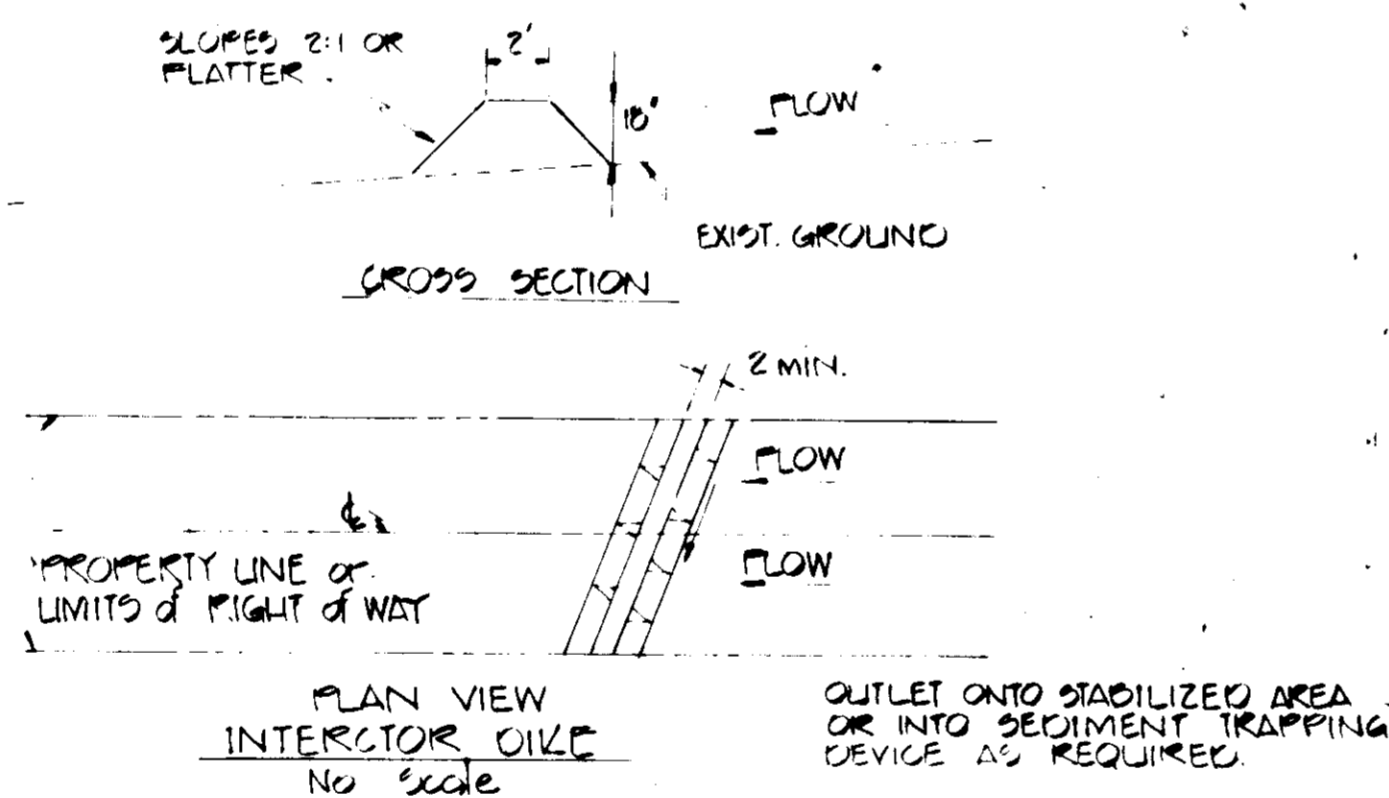 SLOPES 2:1 OR
FLATTER.
2'
18"
FLOW
EXIST. GROUND
CROSS SECTION
2 MIN.
FLOW
℄
FLOW
PROPERTY LINE or
LIMITS of RIGHT of WAY
PLAN VIEW
INTERCTOR DIKE
No Scale
OUTLET ONTO STABILIZED AREA
OR INTO SEDIMENT TRAPPING
DEVICE AS REQUIRED.